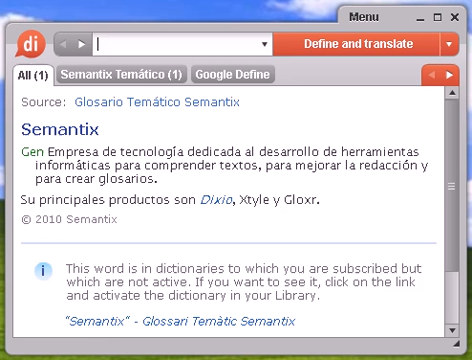 Menu
di
Define and translate
All (1)
Semantix Temático (1)
Google Define
Source: Glosario Temático Semantix
Semantix
Gen Empresa de tecnología dedicada al desarrollo de herramientas
informáticas para comprender textos, para mejorar la redacción y
para crear glosarios.
Su principales producto son Dixio, Xtyle y Gloxr.
© 2010 Semantix
i
This word is in dictionaries to which you are subscribed but
which are not active. If you want to see it, click on the link
and activate the dictionary in your Library.
"Semantix" - Glossari Temàtic Semantix